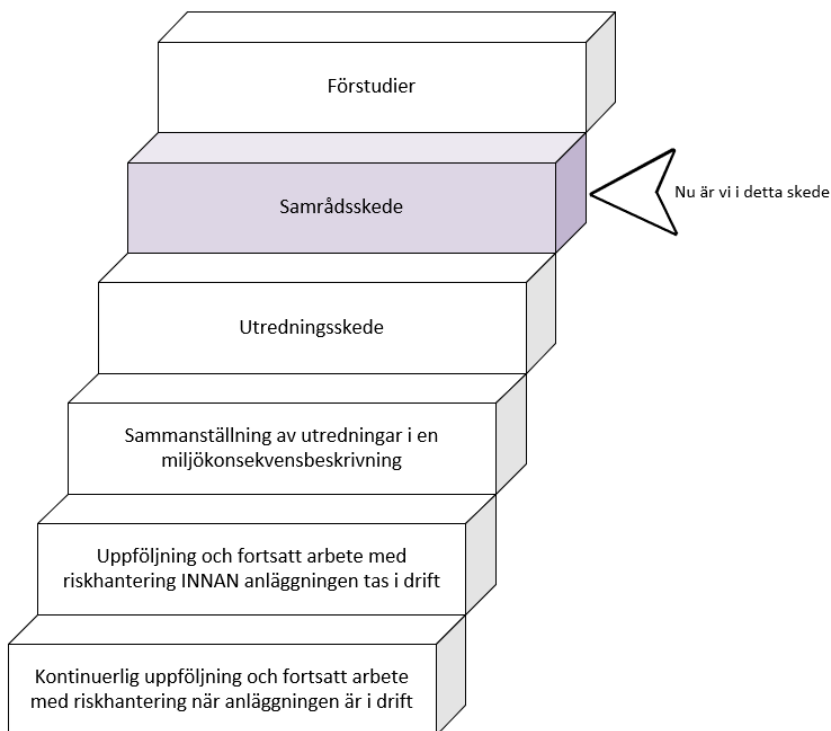 Förstudier
Samrådsskede
Nu är vi i detta skede
Utredningsskede
Sammanställning av utredningar i en
miljökonsekvensbeskrivning
Uppföljning och fortsatt arbete med
riskhantering INNAN anläggningen tas i drift
Kontinuerlig uppföljning och fortsatt arbete
med riskhantering när anläggningen är i drift